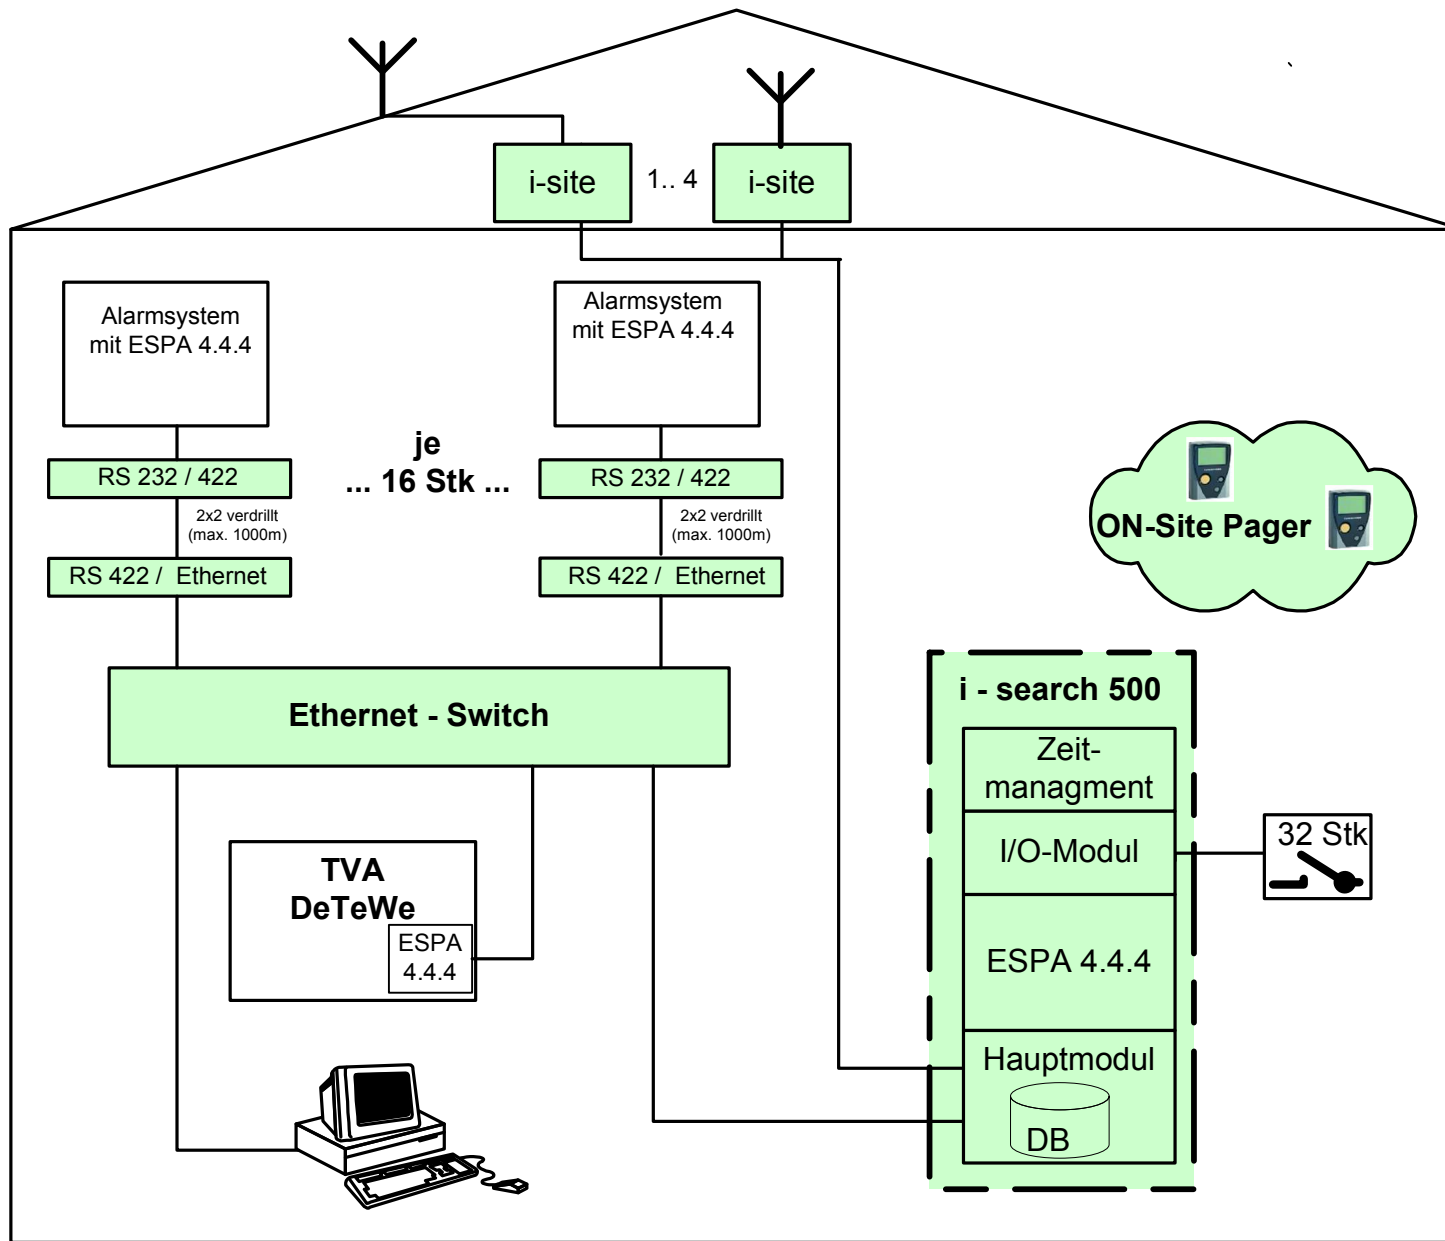 i-site
1.. 4
i-site
Alarmsystem
mit ESPA 4.4.4
Alarmsystem
mit ESPA 4.4.4
je
... 16 Stk ...
RS 232 / 422
RS 232 / 422
2x2 verdrillt
(max. 1000m)
2x2 verdrillt
(max. 1000m)
RS 422 / Ethernet
RS 422 / Ethernet
ON-Site Pager
Ethernet - Switch
i - search 500
Zeit-
managment
I/O-Modul
32 Stk
TVA
DeTeWe
ESPA
4.4.4
ESPA 4.4.4
Hauptmodul
DB